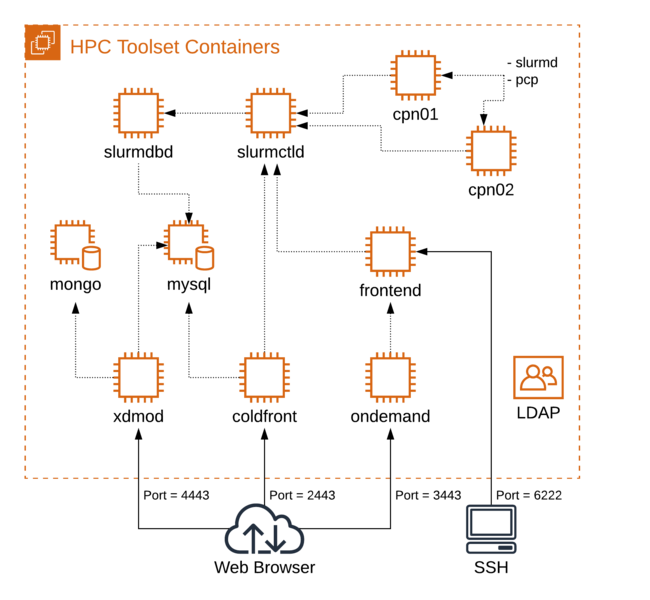 HPC Toolset Containers
- slurmd
- pcp
cpn01
slurmdbd
slurmctld
cpn02
mongo
mysql
frontend
xdmod
coldfront
ondemand
LDAP
Port = 4443
Port = 2443
Port = 3443
Port = 6222
Web Browser
SSH